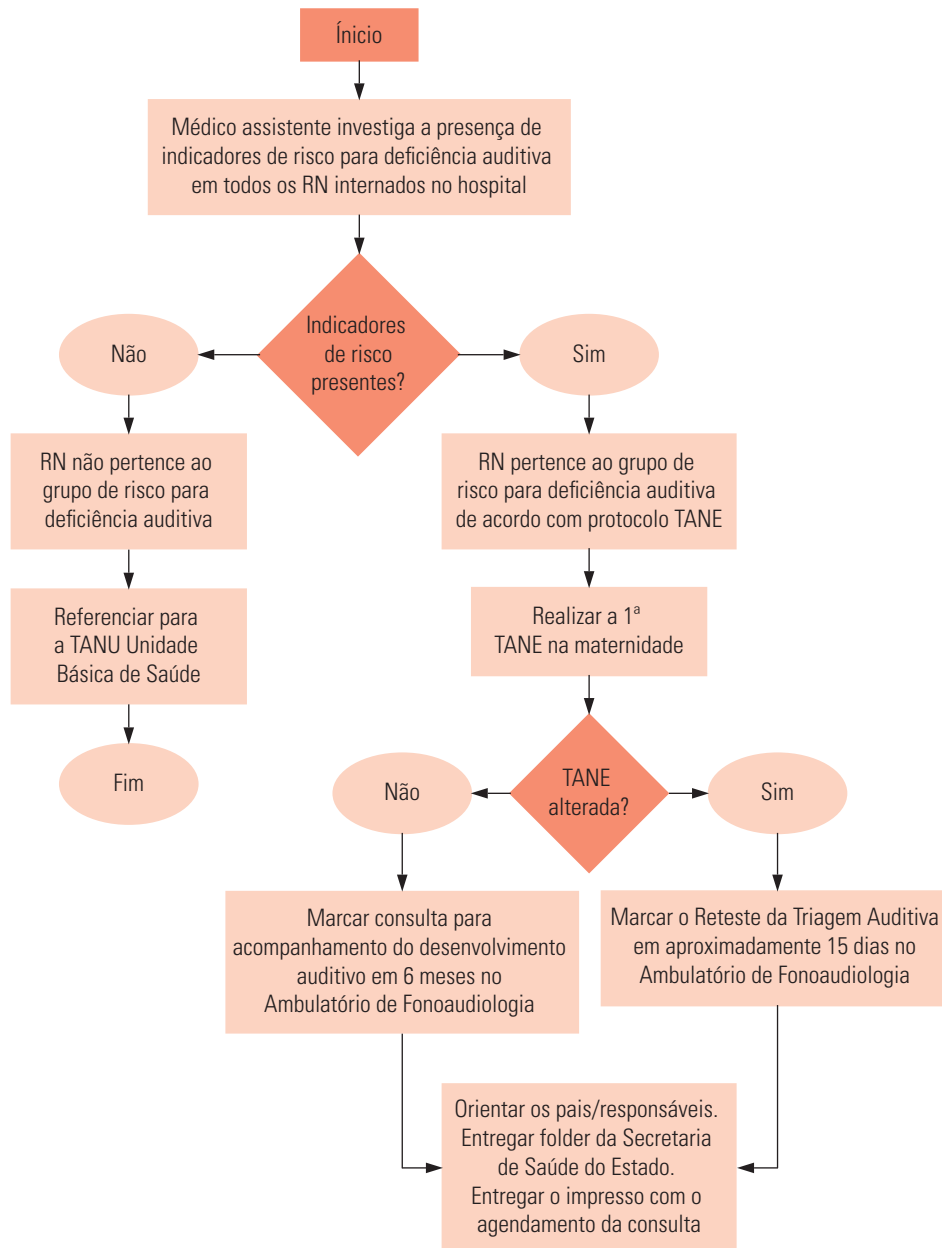 Ínicio
Médico assistente investiga a presença de
indicadores de risco para deficiência auditiva
em todos os RN internados no hospital
Indicadores
de risco
presentes?
Não
Sim
RN não pertence ao
grupo de risco para
deficiência auditiva
RN pertence ao grupo de
risco para deficiência auditiva
de acordo com protocolo TANE
Referenciar para
a TANU Unidade
Básica de Saúde
Realizar a 1ª
TANE na maternidade
Fim
TANE
alterada?
Não
Sim
Marcar consulta para
acompanhamento do desenvolvimento
auditivo em 6 meses no
Ambulatório de Fonoaudiologia
Marcar o Reteste da Triagem Auditiva
em aproximadamente 15 dias no
Ambulatório de Fonoaudiologia
Orientar os pais/responsáveis.
Entregar folder da Secretaria
de Saúde do Estado.
Entregar o impresso com o
agendamento da consulta